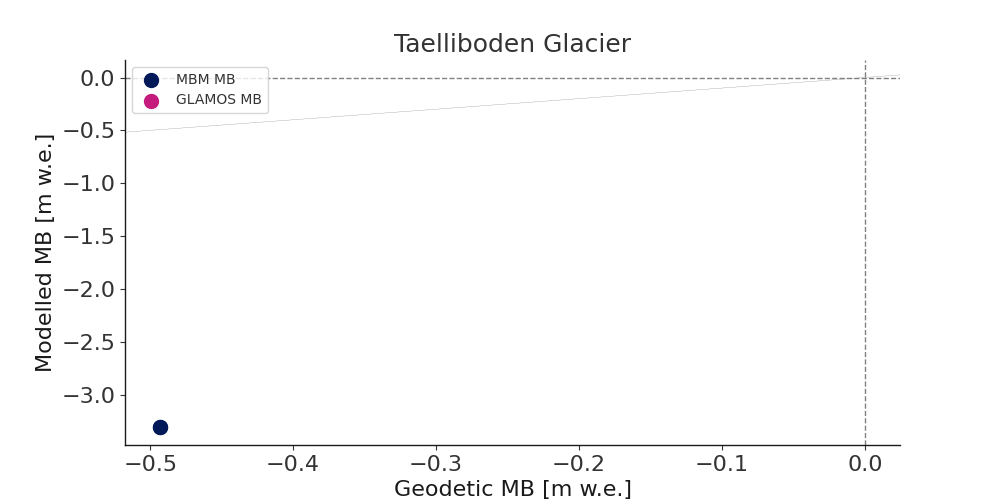 Taelliboden Glacier
MBM MB
GLAMOS MB
Modelled MB [m w.e.]
0.0
−0.5
−1.0
−1.5
−2.0
−2.5
−3.0
−0.5 −0.4 −0.3 −0.2 −0.1 0.0
Geodetic MB [m w.e.]